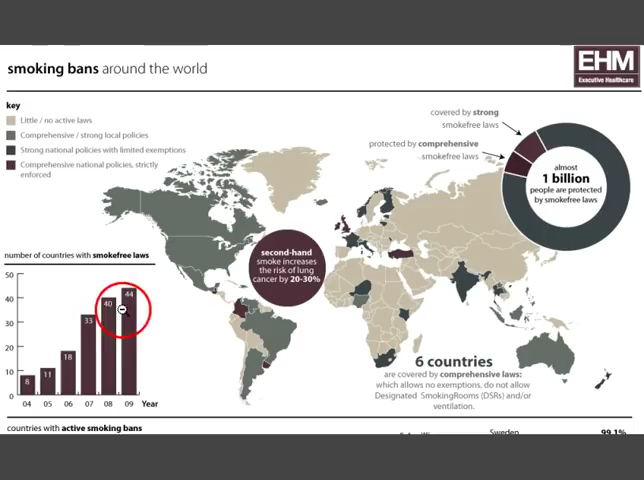 smoking bans around the world
EHM
Executive Healthcare
key
Little / no active laws
Comprehensive / strong local policies
Strong national policies with limited exemptions
Comprehensive national policies, strictly
enforced
covered by strong
smokefree laws
protected by comprehensive
smokefree laws
almost
1 billion
people are protected
by smokefree laws
second-hand
smoke increases
the risk of lung
cancer by 20-30%
number of countries with smokefree laws
50
40
30
20
10
0
8
11
18
33
40
44
04 05 06 07 08 09 Year
6 countries
are covered by comprehensive laws:
which allows no exemptions, do not allow
Designated SmokingRooms (DSRs) and/or
ventilation.
countries with active smoking bans
Sweden
99.1%